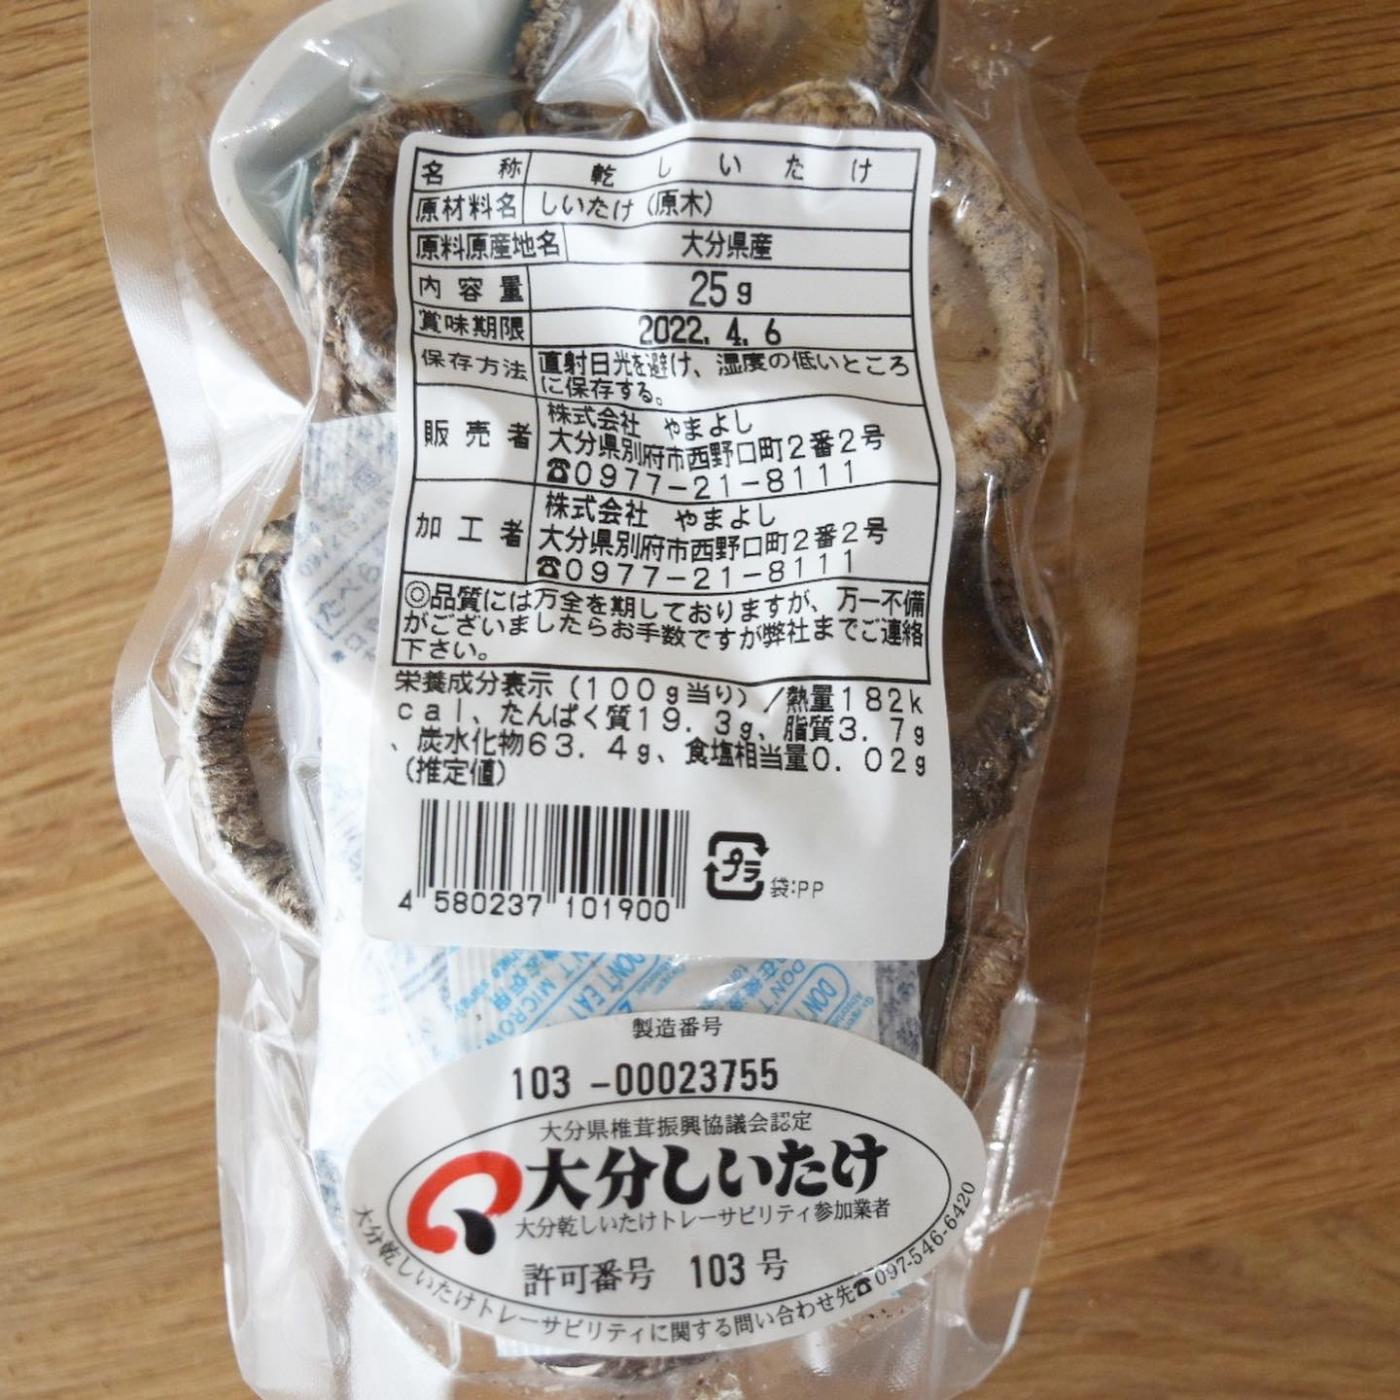 名称 乾しいたけ
原材料名 しいたけ（原木）
原料原産地名 大分県産
内容量 25g
賞味期限 2022. 4. 6
保存方法 直射日光を避け、湿度の低いところ
に保存する。
販売者 株式会社 やまよし
大分県別府市西野口町2番2号
☎0977-21-8111
加工者 株式会社 やまよし
大分県別府市西野口町2番2号
☎0977-21-8111
◎品質には万全を期しておりますが、万一不備
がございましたらお手数ですが弊社までご連絡
下さい。
栄養成分表示（100g当り）／熱量182k
cal、たんぱく質19.3g、脂質3.7g
、炭水化物63.4g、食塩相当量0.02g
（推定値）
4 580237 101900
プラ 袋:PP
DON'T EAT
製造番号
103 -00023755
大分県椎茸振興協議会認定
大分しいたけ
大分乾しいたけトレーサビリティ参加業者
許可番号 103号
大分乾しいたけトレーサビリティに関する問い合わせ先☎097-546-6420